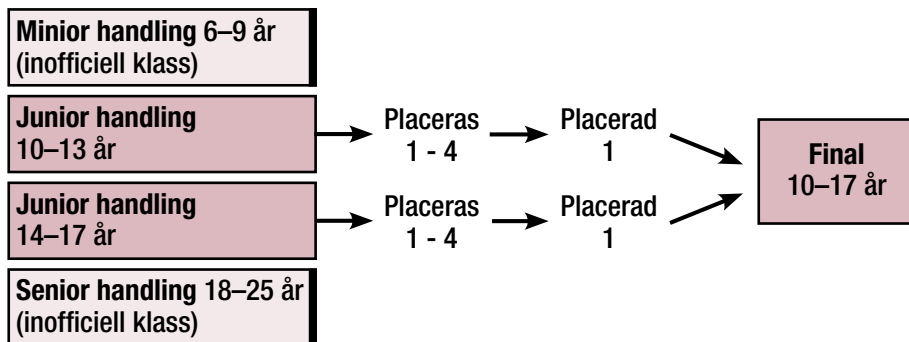 Minior handling 6–9 år
(inofficiell klass)
Junior handling
10–13 år
Placeras
1 - 4
Placerad
1
Junior handling
14–17 år
Placeras
1 - 4
Placerad
1
Final
10–17 år
Senior handling 18–25 år
(inofficiell klass)